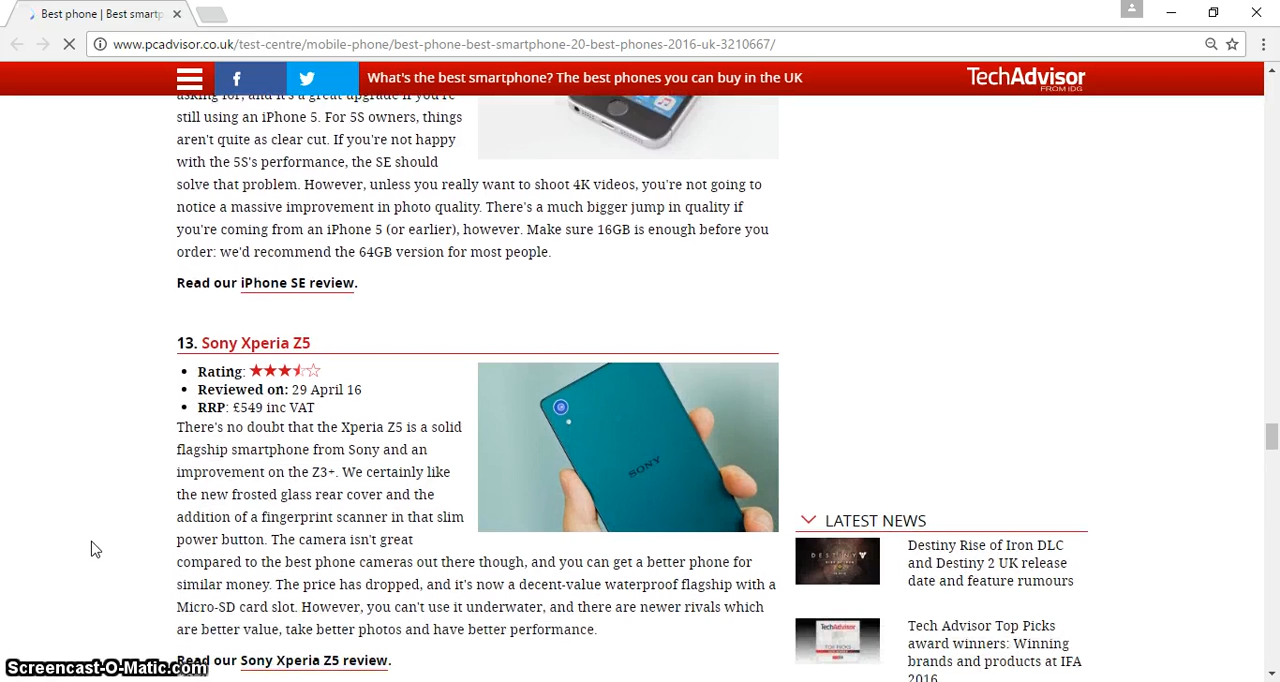 Best phone | Best smartp
www.pcadvisor.co.uk/test-centre/mobile-phone/best-phone-best-smartphone-20-best-phones-2016-uk-3210667/
What's the best smartphone? The best phones you can buy in the UK
TechAdvisor
FROM IDG
asking for, and it's a great upgrade if you're
still using an iPhone 5. For 5S owners, things
aren't quite as clear cut. If you're not happy
with the 5S's performance, the SE should
solve that problem. However, unless you really want to shoot 4K videos, you're not going to
notice a massive improvement in photo quality. There's a much bigger jump in quality if
you're coming from an iPhone 5 (or earlier), however. Make sure 16GB is enough before you
order: we'd recommend the 64GB version for most people.
Read our iPhone SE review.
13. Sony Xperia Z5
Rating:
Reviewed on: 29 April 16
RRP: £549 inc VAT
There's no doubt that the Xperia Z5 is a solid
flagship smartphone from Sony and an
improvement on the Z3+. We certainly like
the new frosted glass rear cover and the
addition of a fingerprint scanner in that slim
power button. The camera isn't great
compared to the best phone cameras out there though, and you can get a better phone for
similar money. The price has dropped, and it's now a decent-value waterproof flagship with a
Micro-SD card slot. However, you can't use it underwater, and there are newer rivals which
are better value, take better photos and have better performance.
Read our Sony Xperia Z5 review.
SONY
LATEST NEWS
DESTINY
Destiny Rise of Iron DLC
and Destiny 2 UK release
date and feature rumours
TechAdvisor
Tech Advisor Top Picks
award winners: Winning
brands and products at IFA
2016
Screencast-O-Matic.com